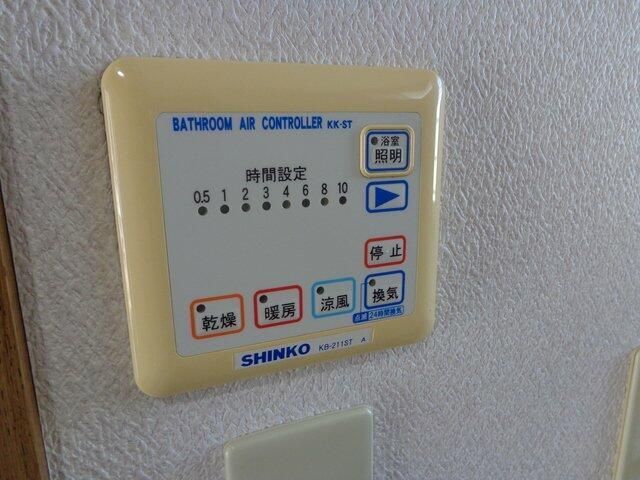 BATHROOM AIR CONTROLLER KK-ST
浴室
照明
時間設定
0.5 1 2 3 4 6 8 10
停止
乾燥 暖房 涼風 換気
点滅 24時間換気
SHINKO KB-211ST A